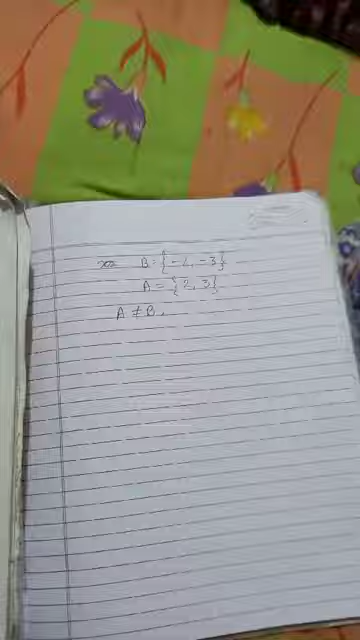 B = {-2, -3}
A = {2, 3}
A ≠ B.